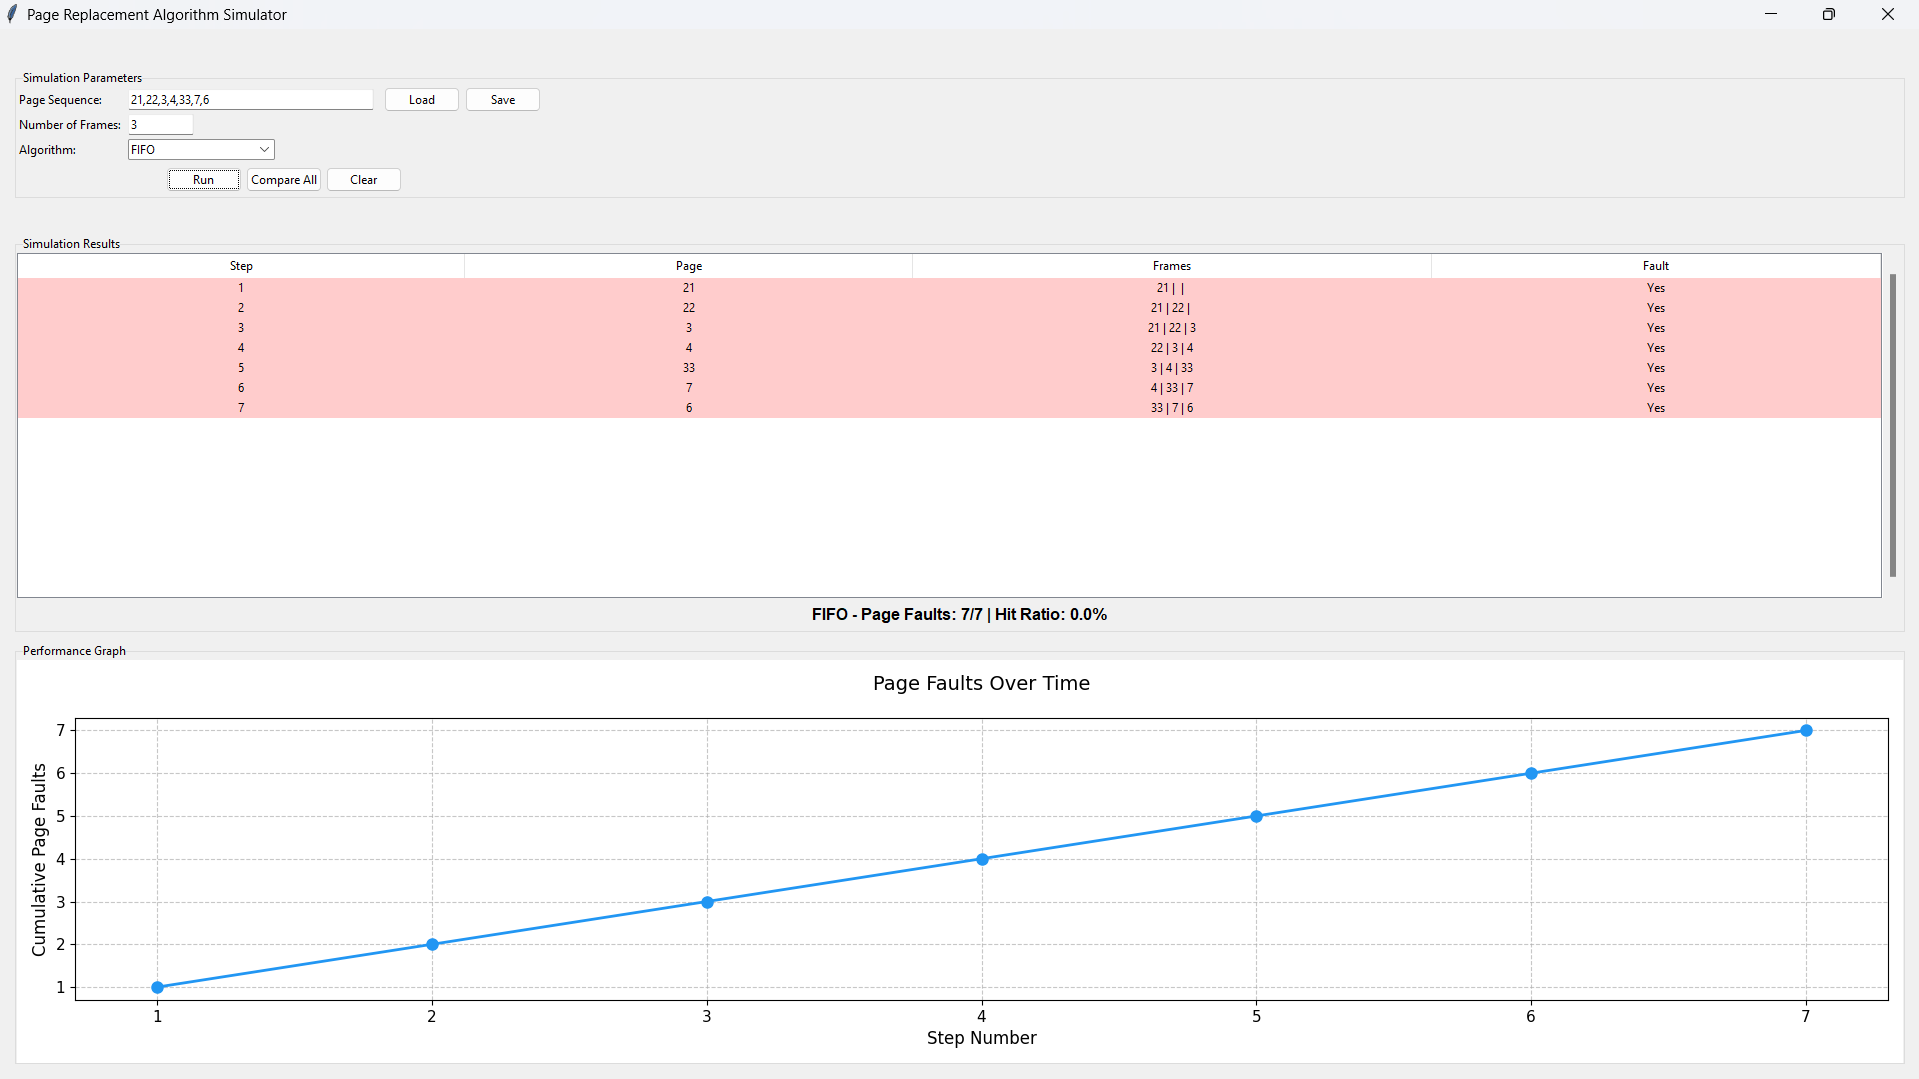 Page Replacement Algorithm Simulator
Simulation Parameters
Page Sequence: 21,22,3,4,33,7,6 Load Save
Number of Frames: 3
Algorithm: FIFO
Run Compare All Clear
Simulation Results
Step Page Frames Fault
1 21 21 | | Yes
2 22 21 | 22 | Yes
3 3 21 | 22 | 3 Yes
4 4 22 | 3 | 4 Yes
5 33 3 | 4 | 33 Yes
6 7 4 | 33 | 7 Yes
7 6 33 | 7 | 6 Yes
FIFO - Page Faults: 7/7 | Hit Ratio: 0.0%
Performance Graph
Page Faults Over Time
Cumulative Page Faults
7
6
5
4
3
2
1
1 2 3 4 5 6 7
Step Number